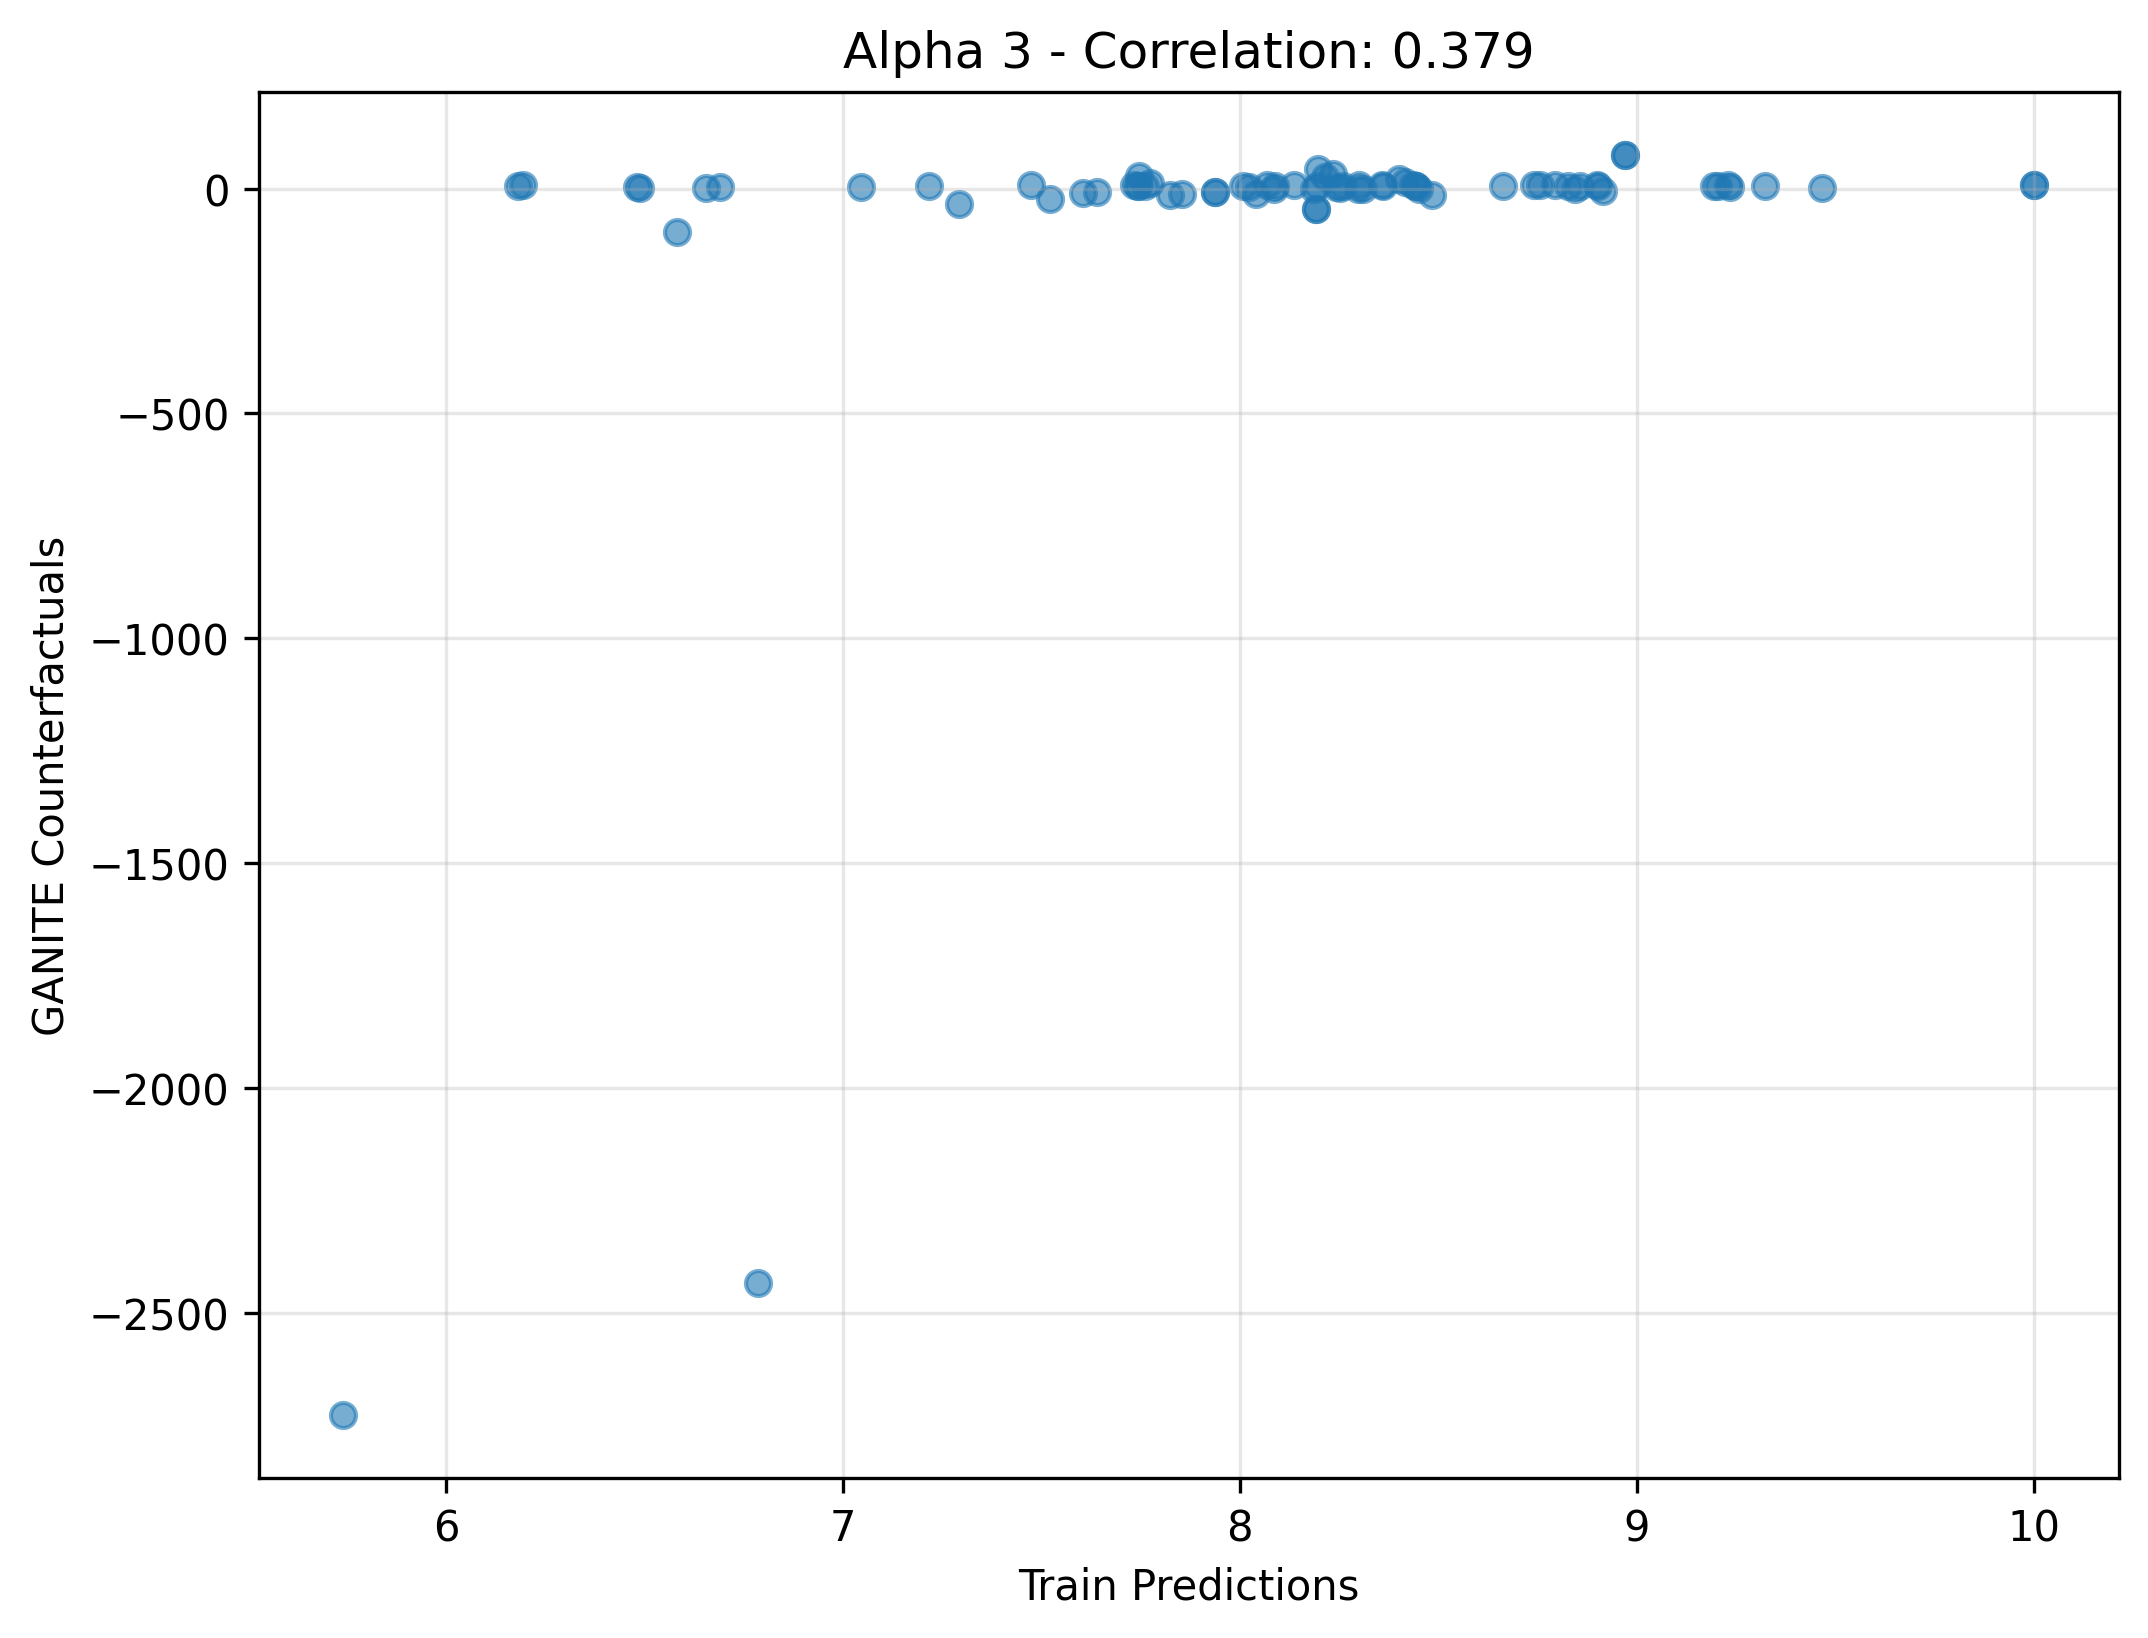 Alpha 3 - Correlation: 0.379
0
−500
−1000
−1500
−2000
−2500
GANITE Counterfactuals
6 7 8 9 10
Train Predictions